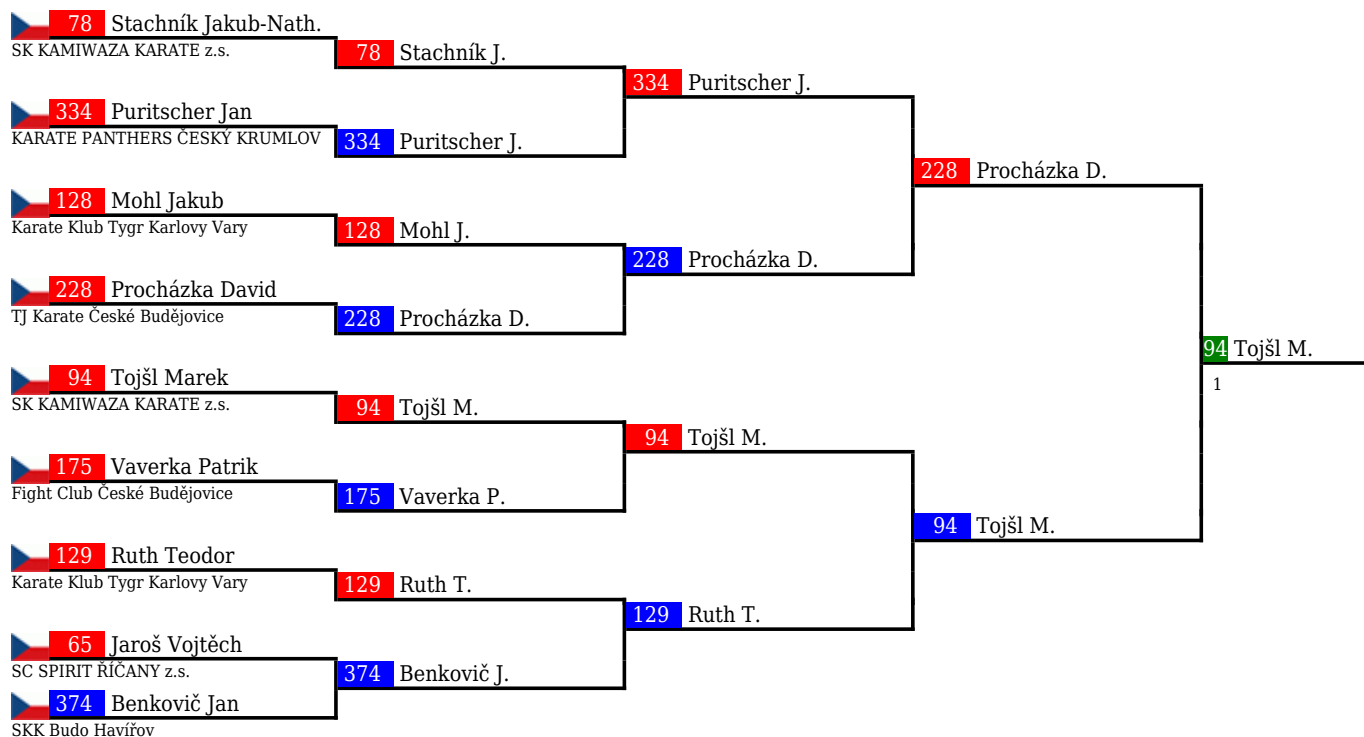 78 Stachník Jakub-Nath.
SK KAMIWAZA KARATE z.s.
78 Stachník J.
334 Puritscher J.
334 Puritscher Jan
KARATE PANTHERS ČESKÝ KRUMLOV
334 Puritscher J.
228 Procházka D.
128 Mohl Jakub
Karate Klub Tygr Karlovy Vary
128 Mohl J.
228 Procházka D.
228 Procházka David
TJ Karate České Budějovice
228 Procházka D.
94 Tojšl M.
1
94 Tojšl Marek
SK KAMIWAZA KARATE z.s.
94 Tojšl M.
94 Tojšl M.
175 Vaverka Patrik
Fight Club České Budějovice
175 Vaverka P.
94 Tojšl M.
129 Ruth Teodor
Karate Klub Tygr Karlovy Vary
129 Ruth T.
129 Ruth T.
65 Jaroš Vojtěch
SC SPIRIT ŘÍČANY z.s.
374 Benkovič J.
374 Benkovič Jan
SKK Budo Havířov